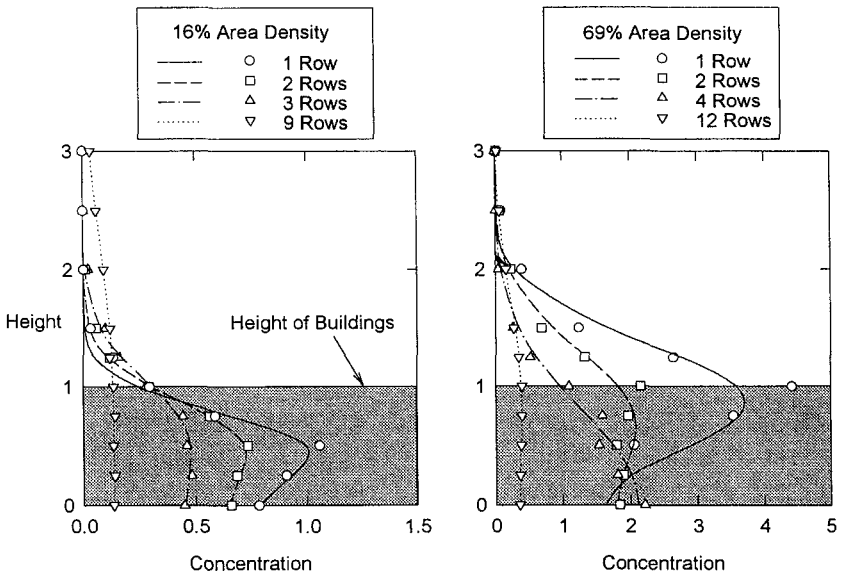 16% Area Density
1 Row
2 Rows
3 Rows
9 Rows
69% Area Density
1 Row
2 Rows
4 Rows
12 Rows
3
2
1
0
Height
Height of Buildings
0.0 0.5 1.0 1.5
Concentration
3
2
1
0
0 1 2 3 4 5
Concentration